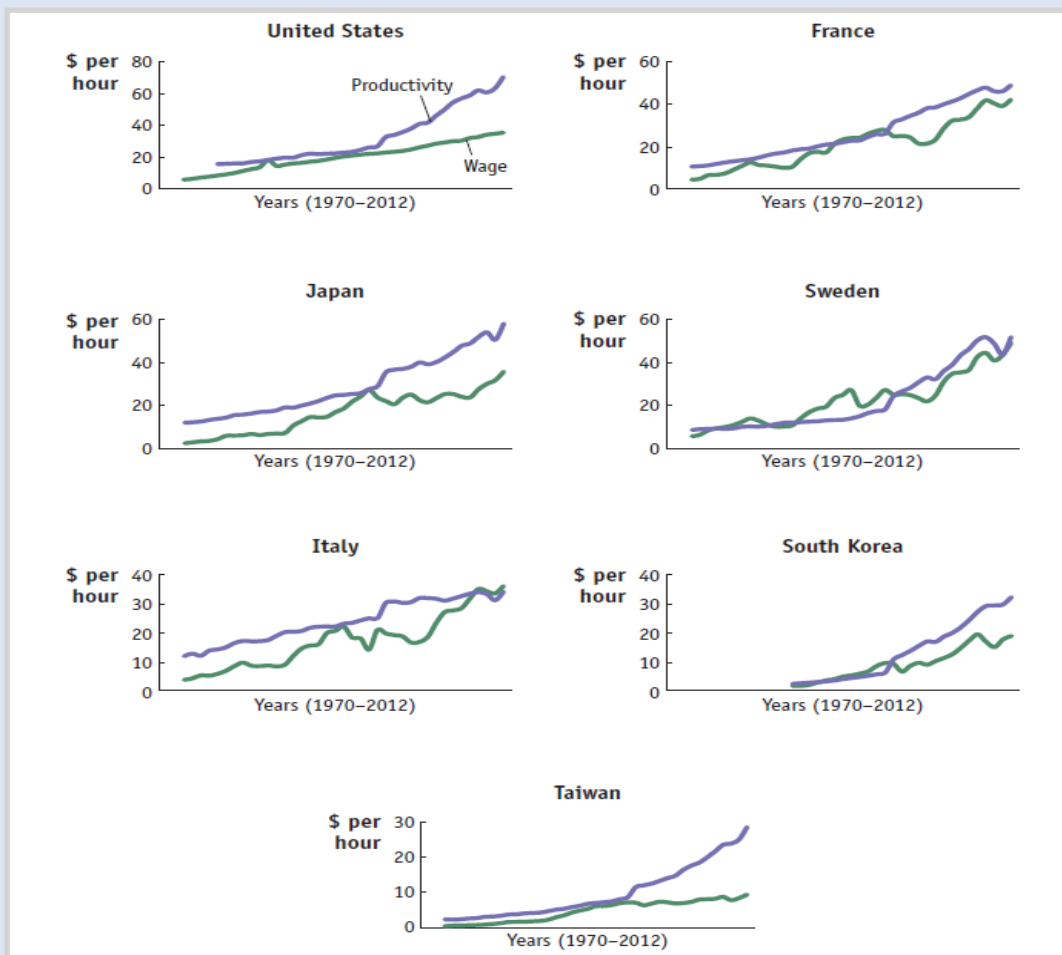 United States
$ per
hour
80
60
40
20
0
Productivity
Wage
Years (1970–2012)
France
$ per
hour
60
40
20
0
Years (1970–2012)
Japan
$ per
hour
60
40
20
0
Years (1970–2012)
Sweden
$ per
hour
60
40
20
0
Years (1970–2012)
Italy
$ per
hour
40
30
20
10
0
Years (1970–2012)
South Korea
$ per
hour
40
30
20
10
0
Years (1970–2012)
Taiwan
$ per
hour
30
20
10
0
Years (1970–2012)